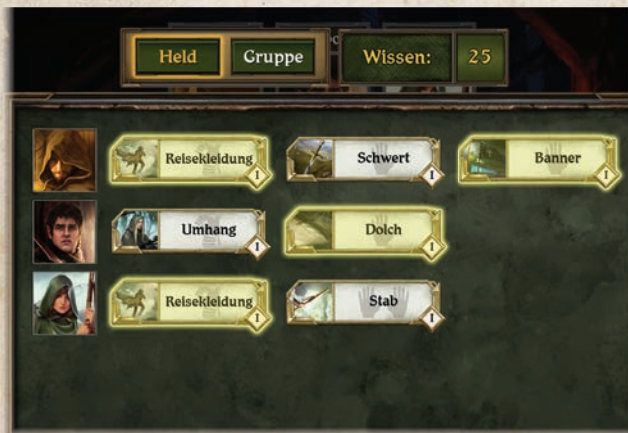 Held Gruppe Wissen: 25
Reisekleidung I Schwert I Banner I
Umhang I Dolch I
Reisekleidung I Stab I